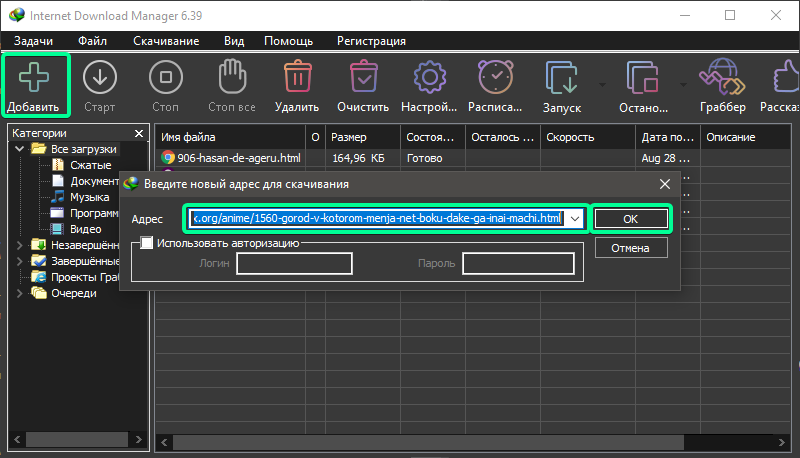 Internet Download Manager 6.39
Задачи Файл Скачивание Вид Помощь Регистрация
Добавить Старт Стоп Стоп все Удалить Очистить Настрой... Расписа... Запуск Остано... Граббер Расска
Категории
Все загрузки
Сжатые
Документ
Музыка
Програм
Видео
Незавершённ
Завершённые
Проекты Гра
Очереди
Имя файла О Размер Состоя... Осталось ... Скорость Дата по... Описание
906-hasan-de-ageru.html 164,96 КБ Готово Aug 28 ...
Введите новый адрес для скачивания
Адрес
k.org/anime/1560-gorod-v-kotorom-menja-net-boku-dake-ga-inai-machi.html
OK
Использовать авторизацию
Отмена
Логин
Пароль